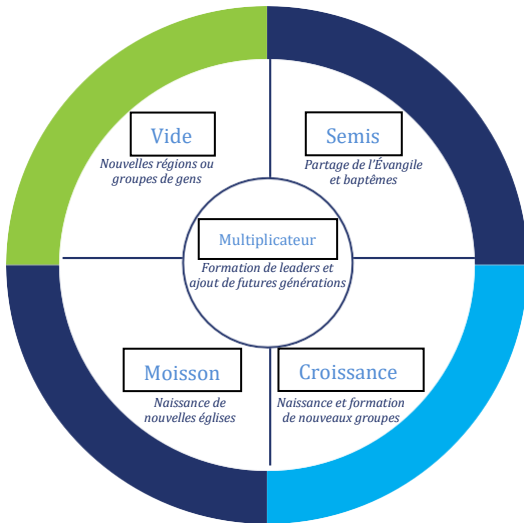 Vide
Nouvelles régions ou
groupes de gens
Semis
Partage de l'Évangile
et baptêmes
Multiplicateur
Formation de leaders et
ajout de futures générations
Moisson
Naissance de
nouvelles églises
Croissance
Naissance et formation
de nouveaux groupes